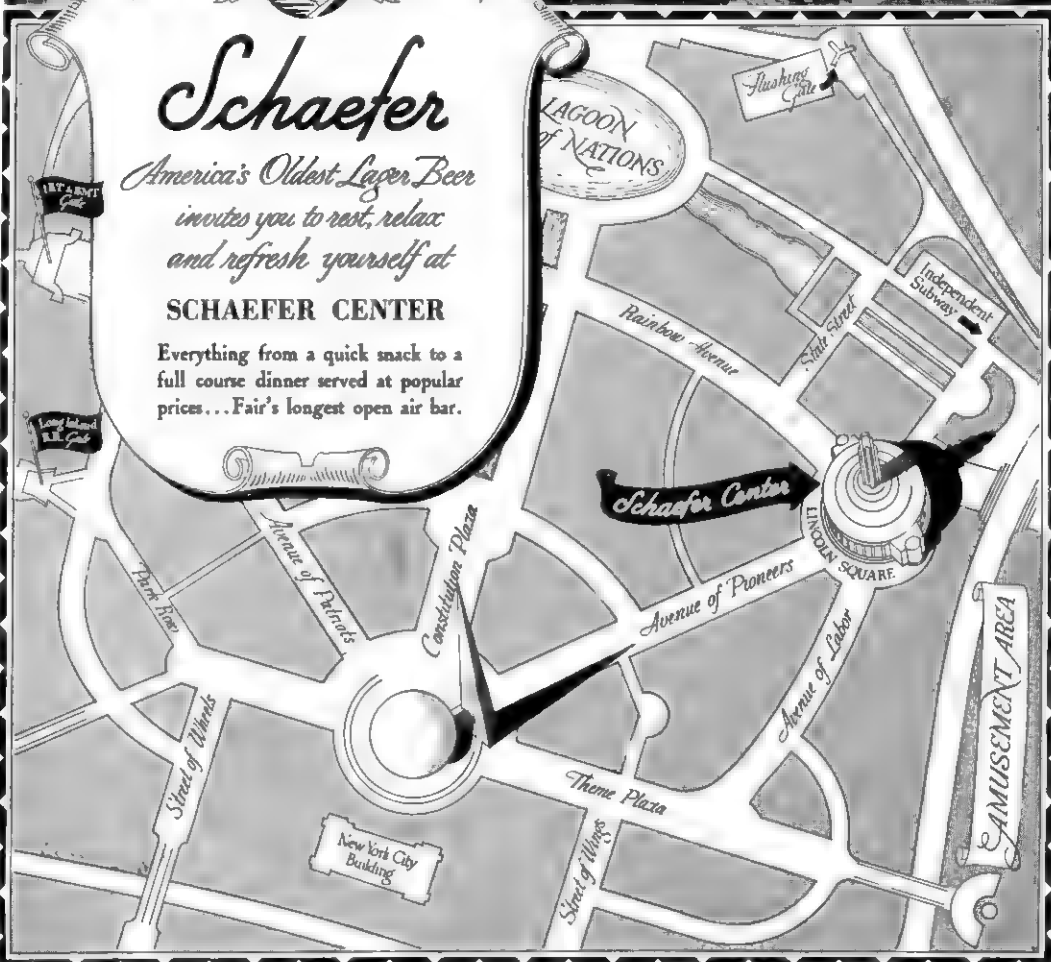 Schaefer
America's Oldest Lager Beer
invites you to rest, relax
and refresh yourself at
SCHAEFER CENTER
Everything from a quick snack to a
full course dinner served at popular
prices...Fair's longest open air bar.
LAGOON
of NATIONS
Flushing
Gate
IRT & BMT
Gate
Independent
Subway
Rainbow Avenue
State Street
Long Island
R.R. Gate
Schaefer Center
LINCOLN SQUARE
Avenue of Patriots
Constitution Plaza
Avenue of Pioneers
Park Row
Avenue of Labor
AMUSEMENT AREA
Street of Wheels
Theme Plaza
New York City
Building
Street of Wings